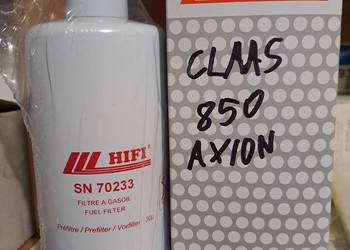 HIFI
SN 70233
FILTRE A GASOIL
FUEL FILTER
Préfiltre / Prefilter / Vorfilter
CLAAS
850
AXION